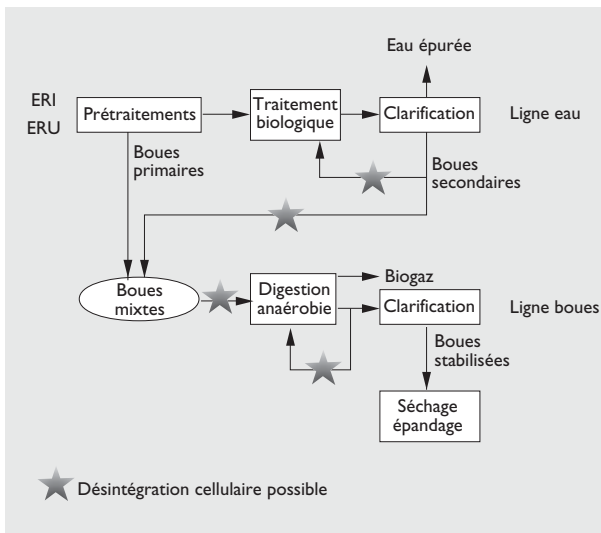 Eau épurée
ERI
ERU
Prétraitements
Traitement
biologique
Clarification
Ligne eau
Boues
primaires
Boues
secondaires
Boues
mixtes
Digestion
anaérobie
Biogaz
Clarification
Ligne boues
Boues
stabilisées
Séchage
épandage
Désintégration cellulaire possible